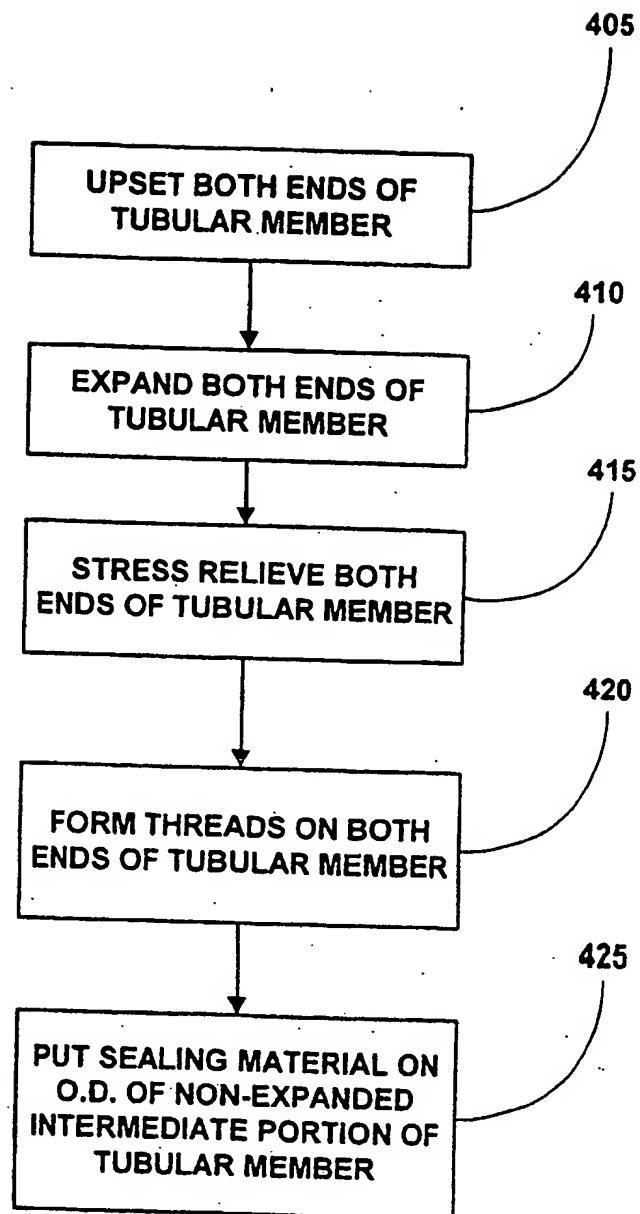 405
UPSET BOTH ENDS OF
TUBULAR MEMBER
410
EXPAND BOTH ENDS OF
TUBULAR MEMBER
415
STRESS RELIEVE BOTH
ENDS OF TUBULAR MEMBER
420
FORM THREADS ON BOTH
ENDS OF TUBULAR MEMBER
425
PUT SEALING MATERIAL ON
O.D. OF NON-EXPANDED
INTERMEDIATE PORTION OF
TUBULAR MEMBER